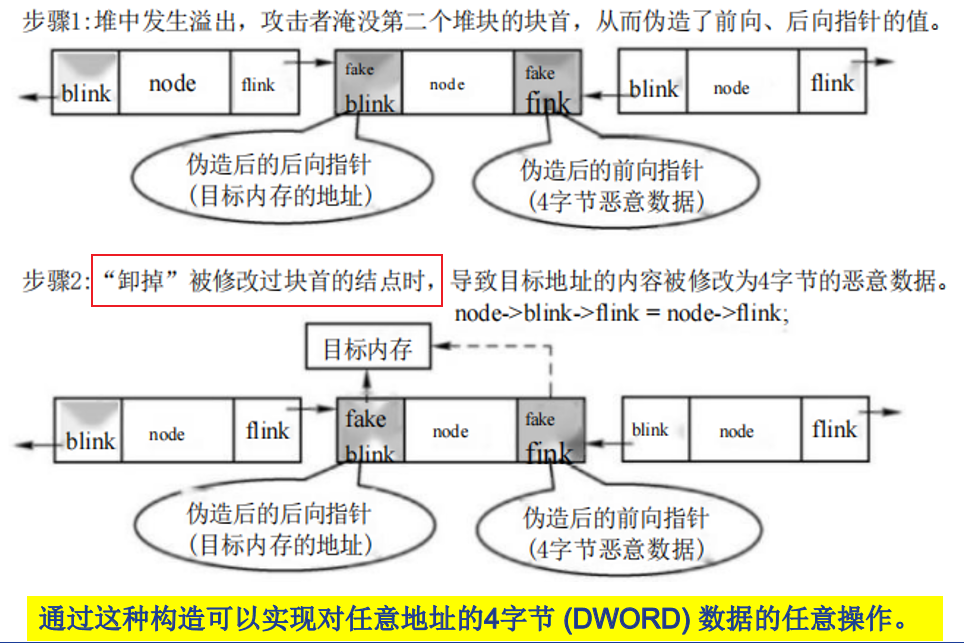 步骤1:堆中发生溢出，攻击者淹没第二个堆块的块首，从而伪造了前向、后向指针的值。
blink node flink fake blink node fake fink blink node flink
伪造后的后向指针
(目标内存的地址)
伪造后的前向指针
(4字节恶意数据)
步骤2:“卸掉”被修改过块首的结点时，导致目标地址的内容被修改为4字节的恶意数据。
node->blink->flink = node->flink;
目标内存
blink node flink fake blink node fake fink blink node flink
伪造后的后向指针
(目标内存的地址)
伪造后的前向指针
(4字节恶意数据)
通过这种构造可以实现对任意地址的4字节 (DWORD) 数据的任意操作。